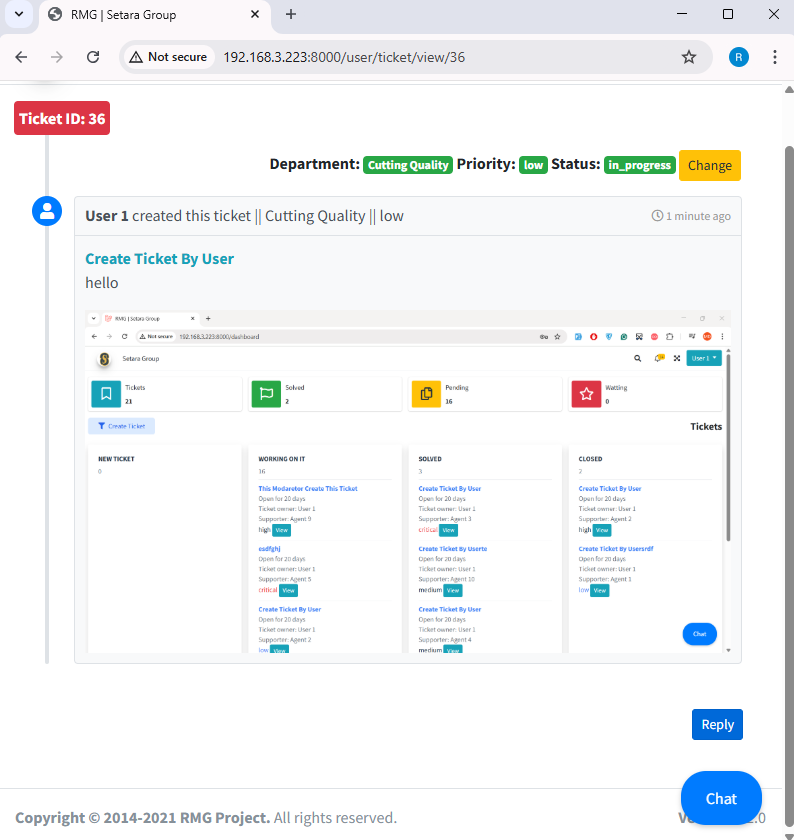 RMG | Setara Group
Not secure 192.168.3.223:8000/user/ticket/view/36 R
Ticket ID: 36
Department: Cutting Quality Priority: low Status: in_progress Change
User 1 created this ticket || Cutting Quality || low 1 minute ago
Create Ticket By User
hello
RMG | Setara Group
Not secure 192.168.3.223:8000/dashboard
Setara Group User 1
Tickets Solved Pending Watting
21 2 16 0
Create Ticket Tickets
NEW TICKET WORKING ON IT SOLVED CLOSED
0 16 3 2
This Modaretor Create This Ticket Create Ticket By User Create Ticket By User
Open for 20 days Open for 20 days Open for 20 days
Ticket owner: User 1 Ticket owner: User 1 Ticket owner: User 1
Supporter: Agent 9 Supporter: Agent 3 Supporter: Agent 2
high View critical View high View
esdfghj Create Ticket By Userte Create Ticket By Usersrdf
Open for 20 days Open for 20 days Open for 20 days
Ticket owner: User 1 Ticket owner: User 1 Ticket owner: User 1
Supporter: Agent 5 Supporter: Agent 10 Supporter: Agent 1
critical View medium View low View
Create Ticket By User Create Ticket By User
Open for 20 days Open for 20 days
Ticket owner: User 1 Ticket owner: User 1
Supporter: Agent 2 Supporter: Agent 4
low View medium View
Chat
Reply
Chat
Copyright © 2014-2021 RMG Project. All rights reserved.